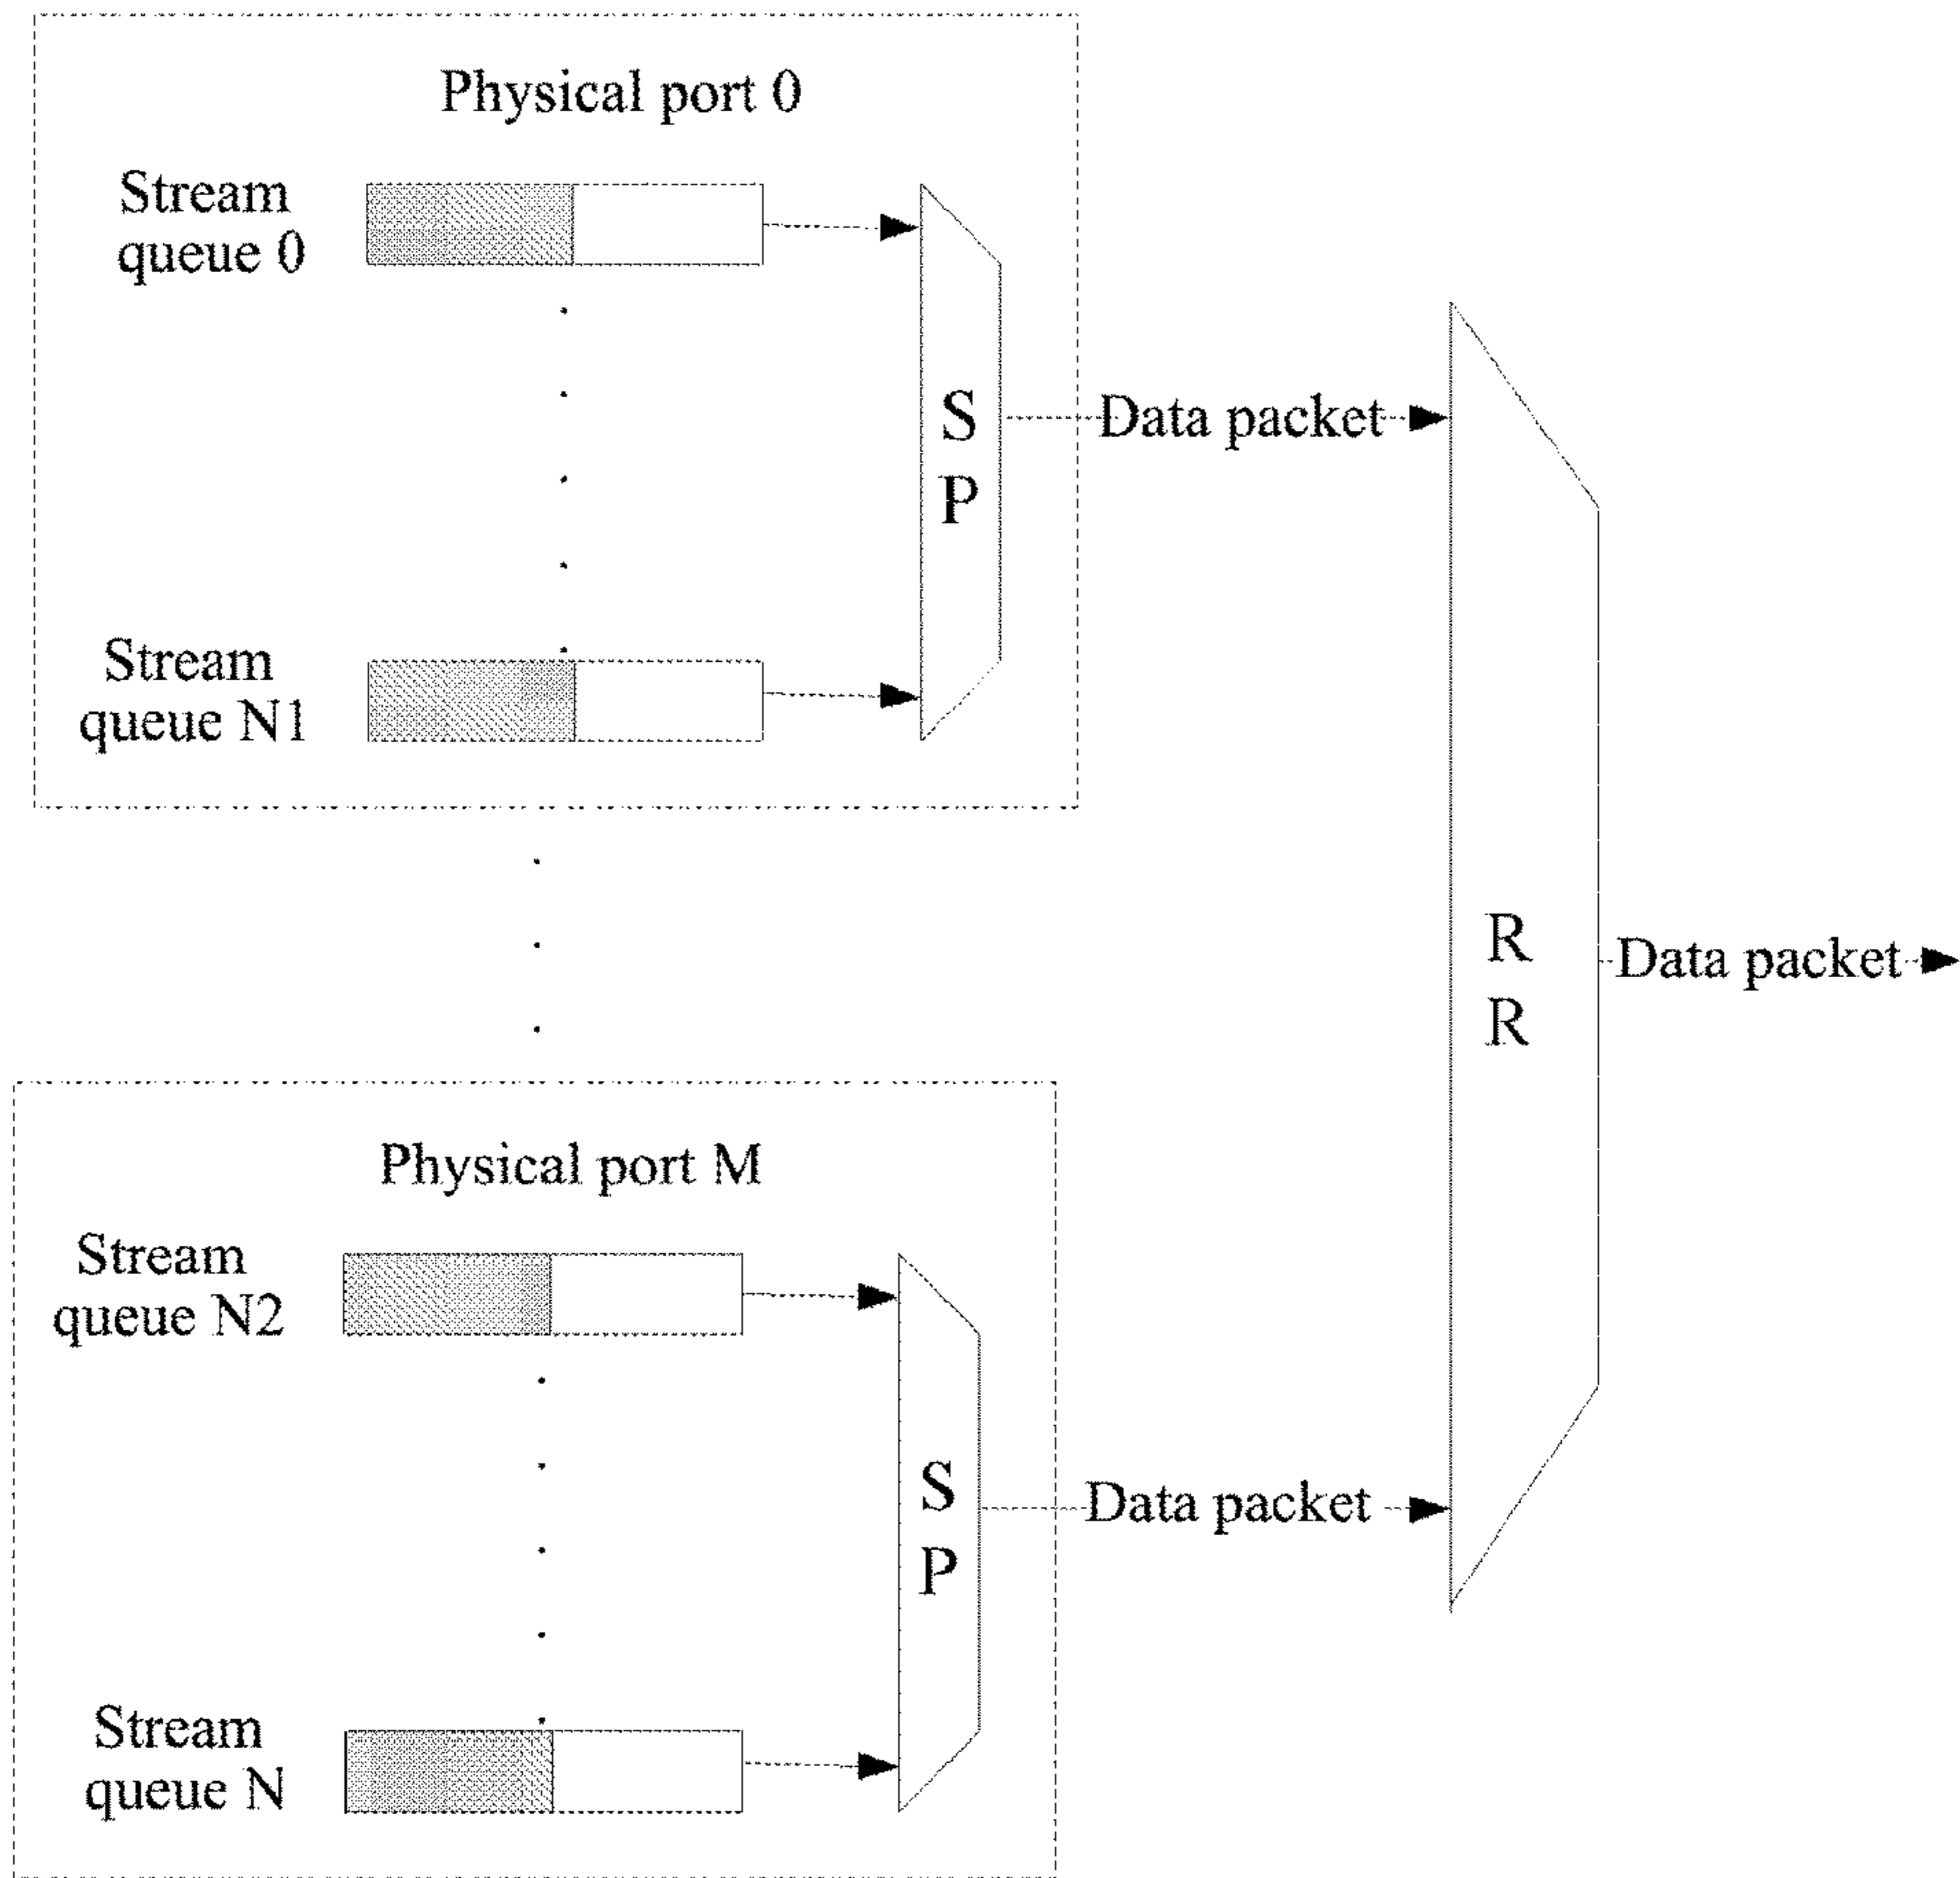 Physical port 0
Stream
queue 0
S
P
Data packet
Stream
queue N1
R
R
Data packet
Physical port M
Stream
queue N2
S
P
Data packet
Stream
queue N